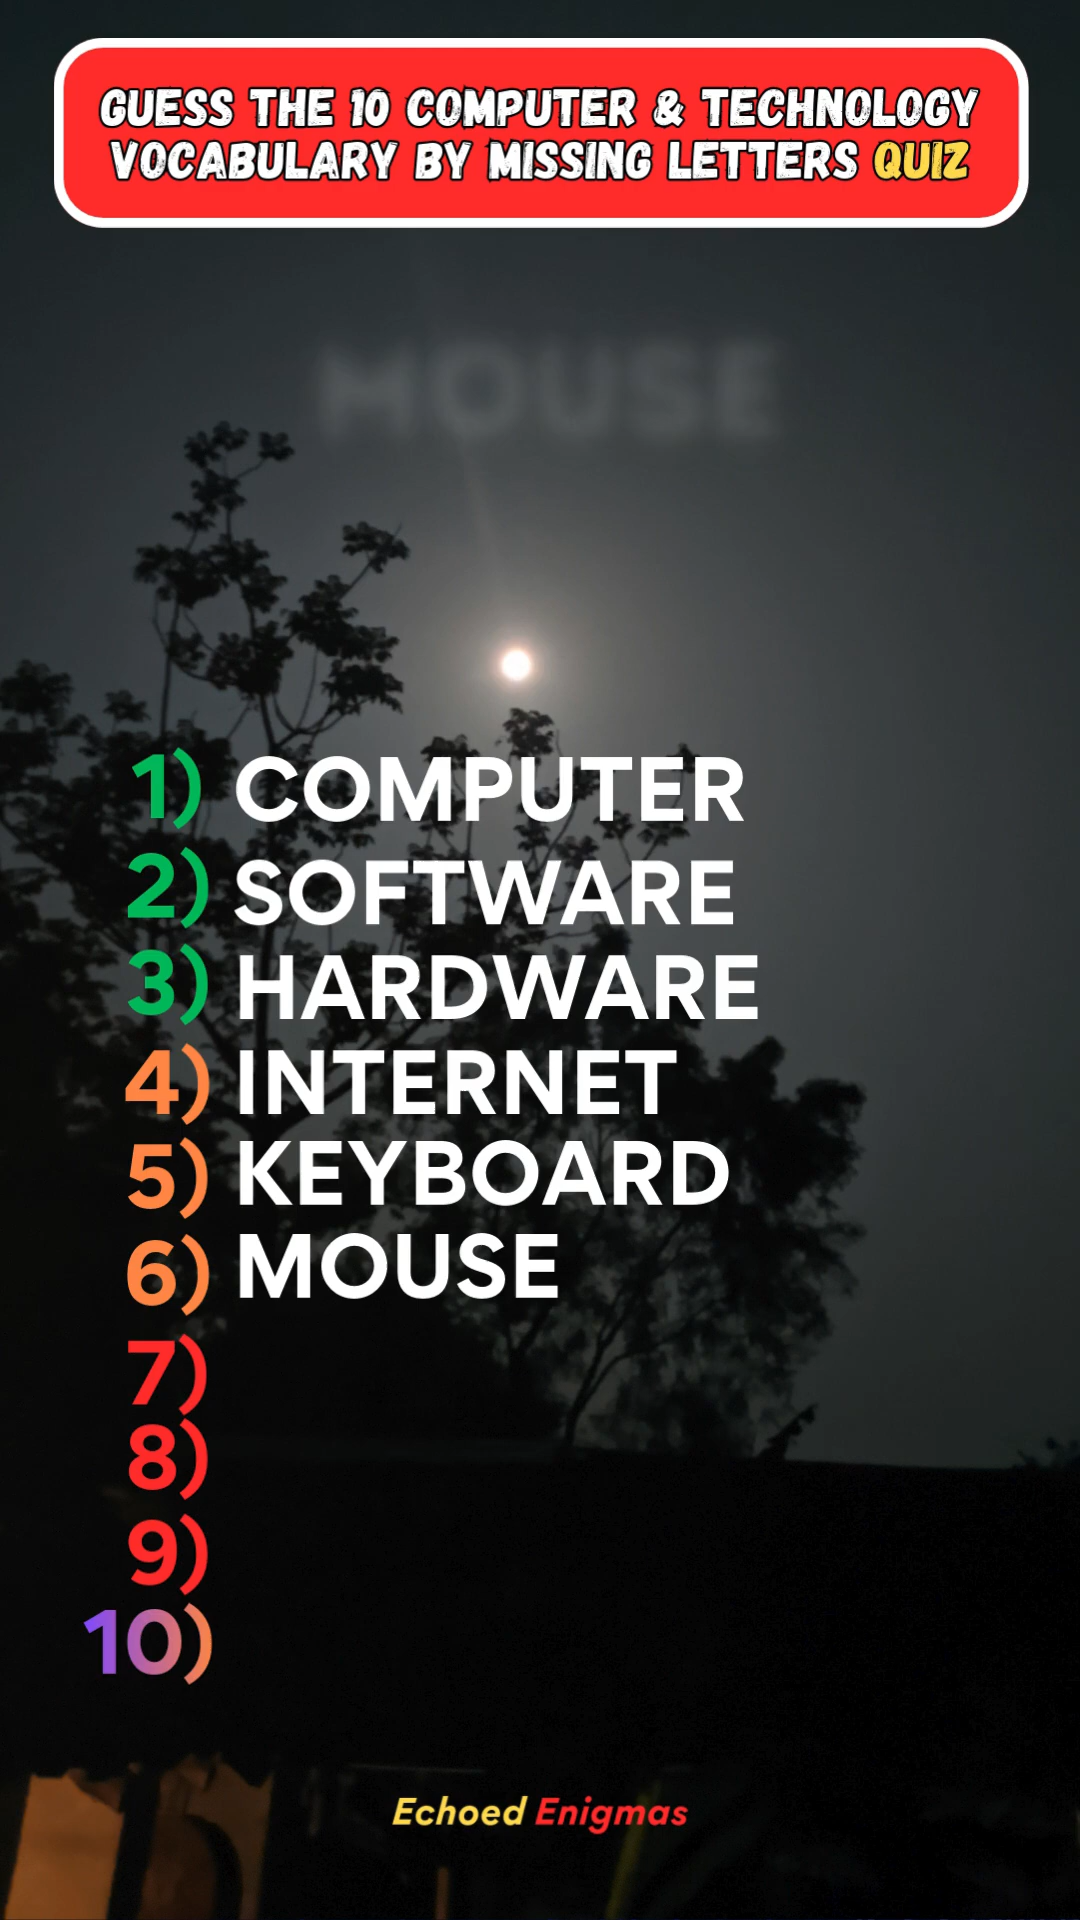 GUESS THE 10 COMPUTER & TECHNOLOGY
VOCABULARY BY MISSING LETTERS QUIZ
MOUSE
1) COMPUTER
2) SOFTWARE
3) HARDWARE
4) INTERNET
5) KEYBOARD
6) MOUSE
7)
8)
9)
10)
Echoed Enigmas